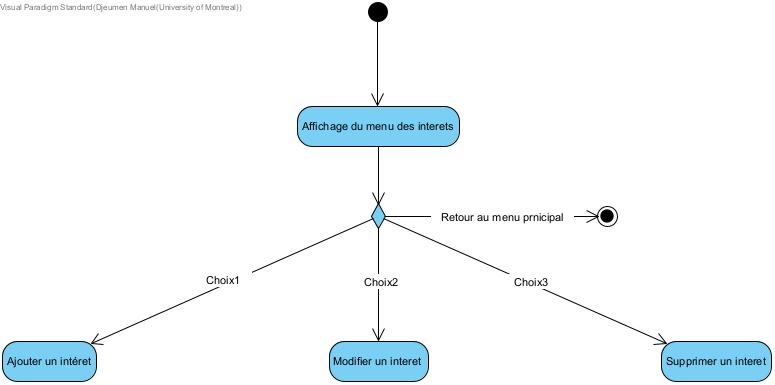 Visual Paradigm Standard(Djeumen Manuel(University of Montreal))
Affichage du menu des interets
Retour au menu prnicipal
Choix1
Choix2
Choix3
Ajouter un intéret
Modifier un interet
Supprimer un interet